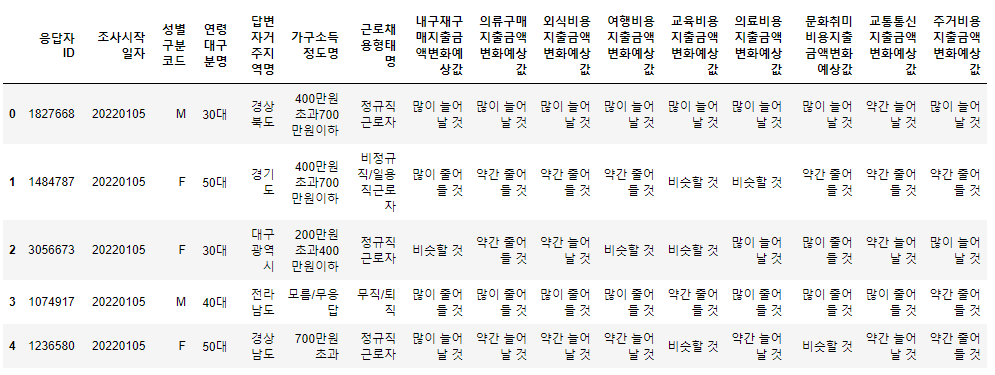 응답자
ID
조사시작
일자
성별
구분
코드
연령
대구
분명
답변
자거
주지
역명
가구소득
정도명
근로채
용형태
명
내구재구
매지출금
액변화예
상값
의류구매
지출금액
변화예상
값
외식비용
지출금액
변화예상
값
여행비용
지출금액
변화예상
값
교육비용
지출금액
변화예상
값
의료비용
지출금액
변화예상
값
문화취미
비용지출
금액변화
예상값
교통통신
지출금액
변화예상
값
주거비용
지출금액
변화예상
값
0
1827668
20220105
M
30대
경상
북도
400만원
초과700
만원이하
정규직
근로자
많이 늘어
날 것
많이 늘어
날 것
많이 늘어
날 것
많이 늘어
날 것
많이 늘어
날 것
많이 늘어
날 것
많이 늘어
날 것
약간 늘어
날 것
많이 늘어
날 것
1
1484787
20220105
F
50대
경기
도
400만원
초과700
만원이하
비정규
직/일용
직근로
자
많이 줄어
들 것
약간 줄어
들 것
약간 줄어
들 것
약간 줄어
들 것
비슷할 것
비슷할 것
약간 줄어
들 것
약간 줄어
들 것
약간 줄어
들 것
2
3056673
20220105
F
30대
대구
광역
시
200만원
초과400
만원이하
정규직
근로자
비슷할 것
약간 줄어
들 것
약간 늘어
날 것
비슷할 것
비슷할 것
많이 늘어
날 것
많이 줄어
들 것
약간 늘어
날 것
많이 늘어
날 것
3
1074917
20220105
M
40대
전라
남도
모름/무응
답
무직/퇴
직
많이 줄어
들 것
많이 줄어
들 것
많이 줄어
들 것
많이 줄어
들 것
약간 줄어
들 것
많이 줄어
들 것
많이 줄어
들 것
많이 줄어
들 것
약간 줄어
들 것
4
1236580
20220105
F
50대
경상
남도
700만원
초과
정규직
근로자
많이 늘어
날 것
약간 늘어
날 것
약간 늘어
날 것
많이 늘어
날 것
비슷할 것
약간 늘어
날 것
비슷할 것
약간 늘어
날 것
약간 줄어
들 것